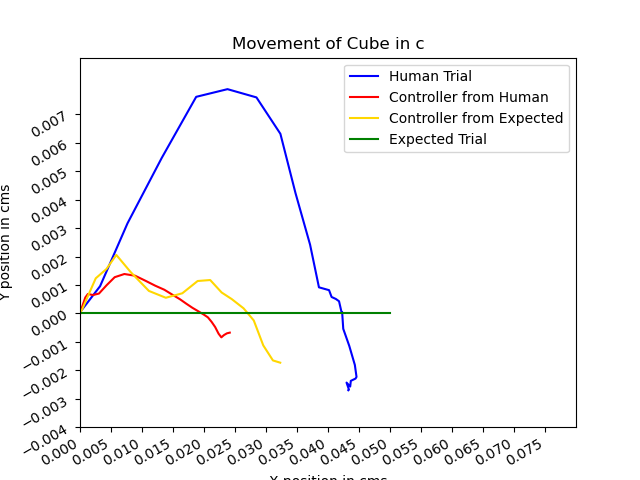 Movement of Cube in c
Human Trial
Controller from Human
Controller from Expected
Expected Trial
Y position in cms
0.007
0.006
0.005
0.004
0.003
0.002
0.001
0.000
−0.001
−0.002
−0.003
−0.004
0.000 0.005 0.010 0.015 0.020 0.025 0.030 0.035 0.040 0.045 0.050 0.055 0.060 0.065 0.070 0.075
X position in cms